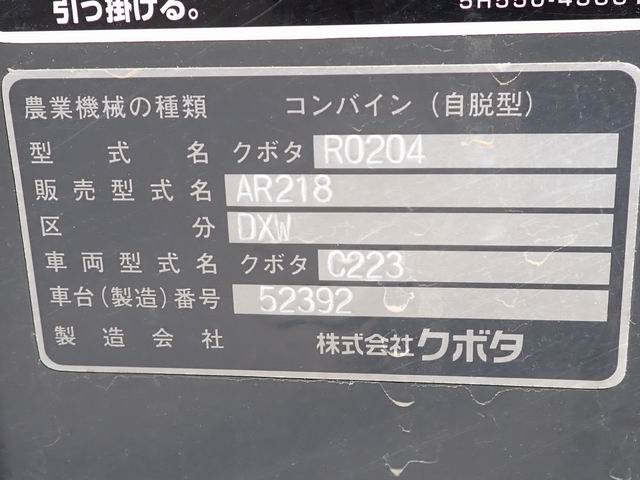 引っ掛ける。
農業機械の種類 コンバイン(自脱型)
型式名 クボタ RO204
販売型式名 AR218
区分 DXW
車両型式名 クボタ C223
車台(製造)番号 52392
製造会社 株式会社クボタ